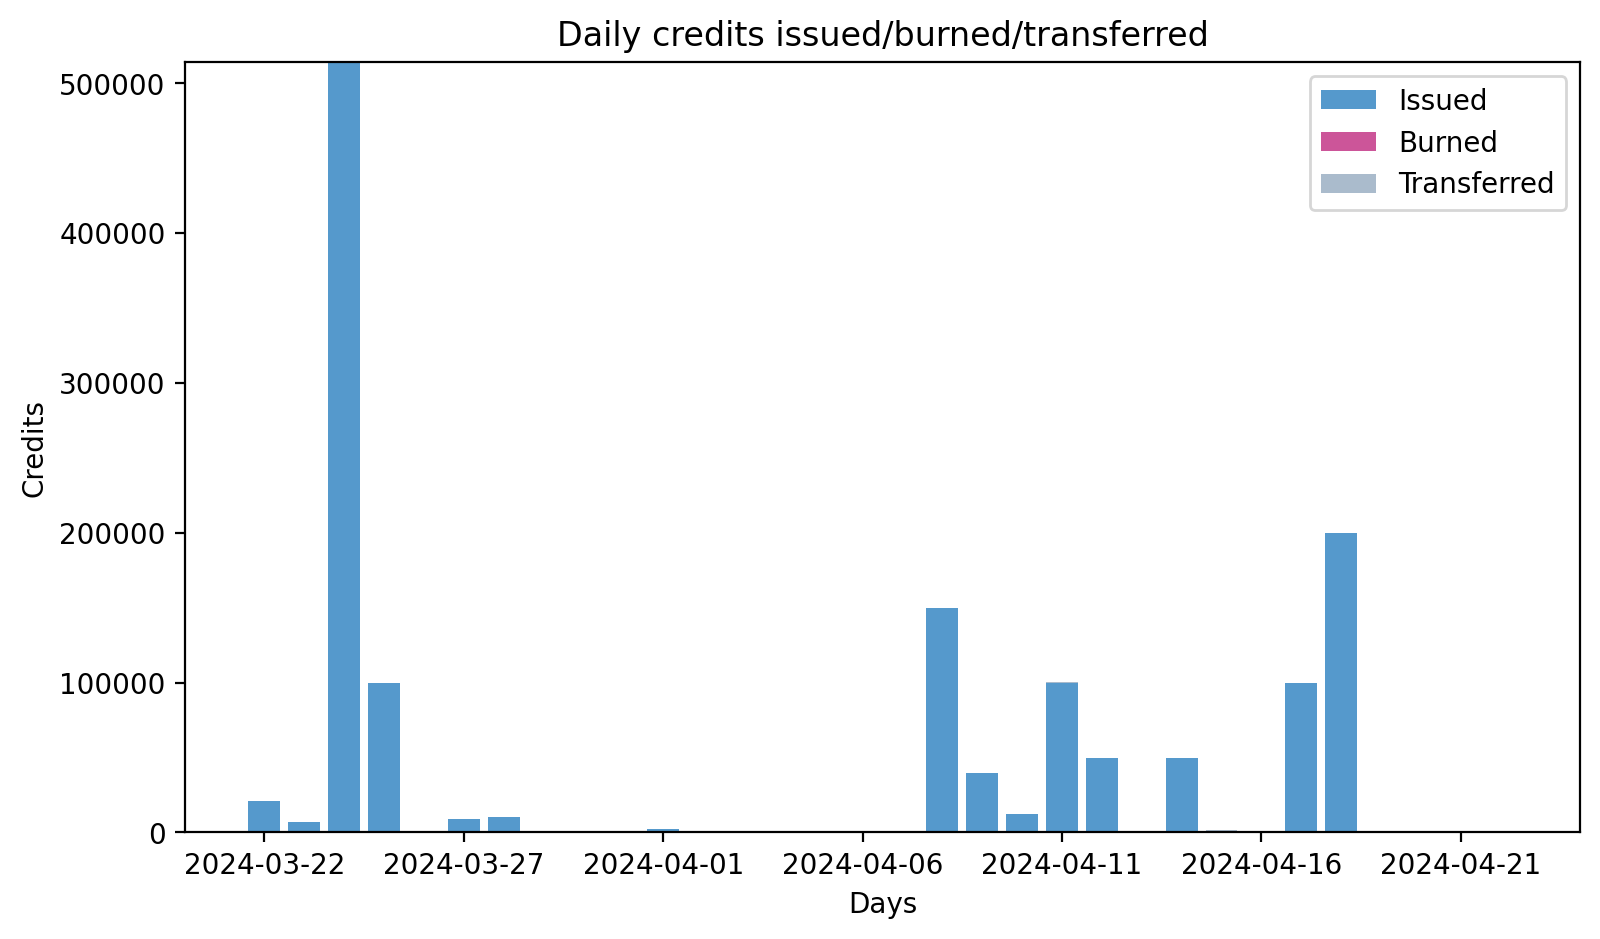 Daily credits issued/burned/transferred
500000
400000
300000
200000
100000
0
Credits
Issued
Burned
Transferred
2024-03-22 2024-03-27 2024-04-01 2024-04-06 2024-04-11 2024-04-16 2024-04-21
Days